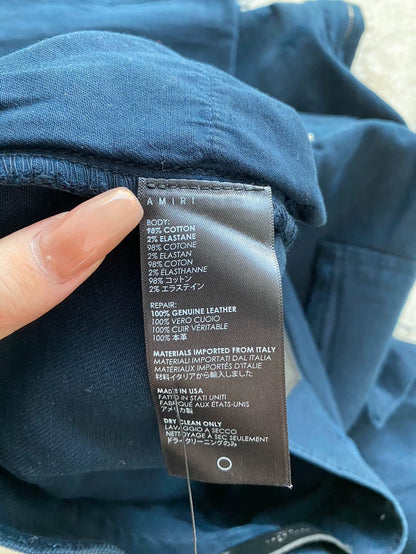 AMIRI
BODY:
98% COTTON
2% ELASTANE
98% COTONE
2% ELASTAN
98% COTON
2% ÉLASTHANNE
98% コットン
2% エラステイン
REPAIR:
100% GENUINE LEATHER
100% VERO CUOIO
100% CUIR VÉRITABLE
100% 本革
MATERIALS IMPORTED FROM ITALY
MATERIALI IMPORTATI DAL ITALIA
MATÉRIAUX IMPORTÉS D'ITALIE
材料イタリアから輸入しました
MADE IN USA
FATTO IN STATI UNITI
FABRIQUÉ AUX ÉTATS-UNIS
アメリカ製
DRY CLEAN ONLY
LAVAGGIO A SECCO
NETTOYAGE A SEC SEULEMENT
ドライクリーニングのみ